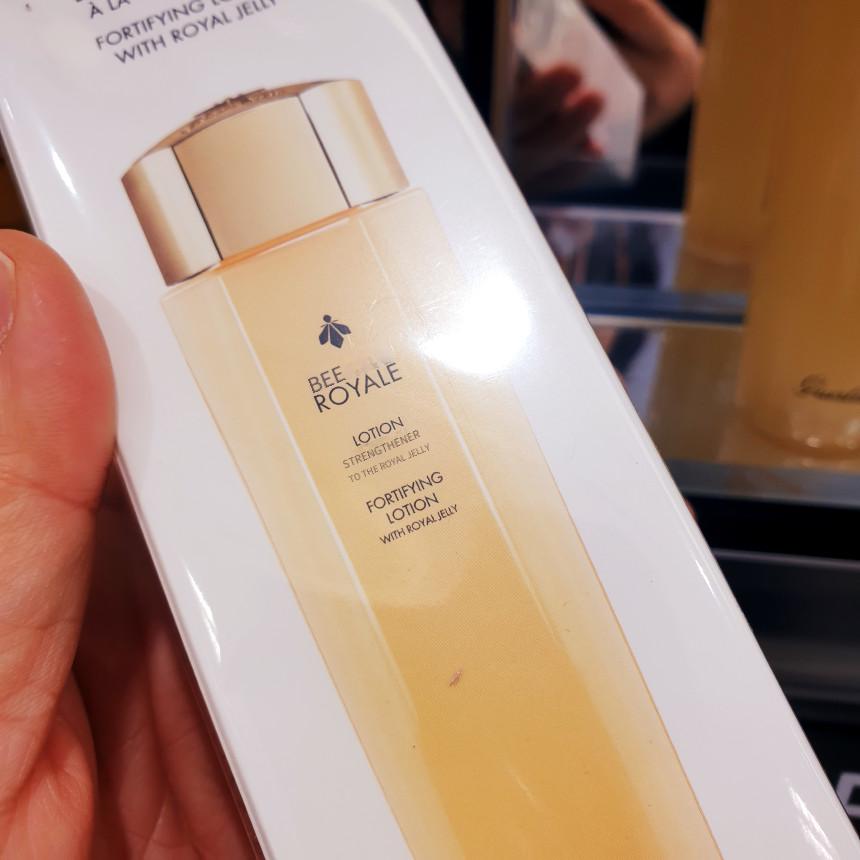 À LA
FORTIFYING
WITH ROYAL JELLY
BEE
ROYALE
LOTION
STRENGTHENER
TO THE ROYAL JELLY
FORTIFYING
LOTION
WITH ROYAL JELLY